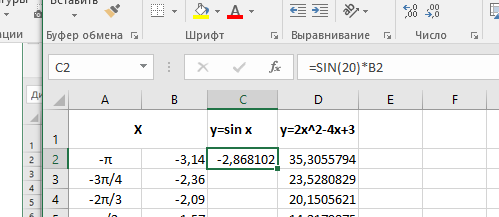 Вставить
Буфер обмена
Шрифт
Выравнивание
C2
fx
=SIN(20)*B2
A B C D E F
1 X y=sin x y=2x^2-4x+3
2 -π -3,14 -2,868102 35,3055794
3 -3π/4 -2,36 23,5280829
4 -2π/3 -2,09 20,1505621